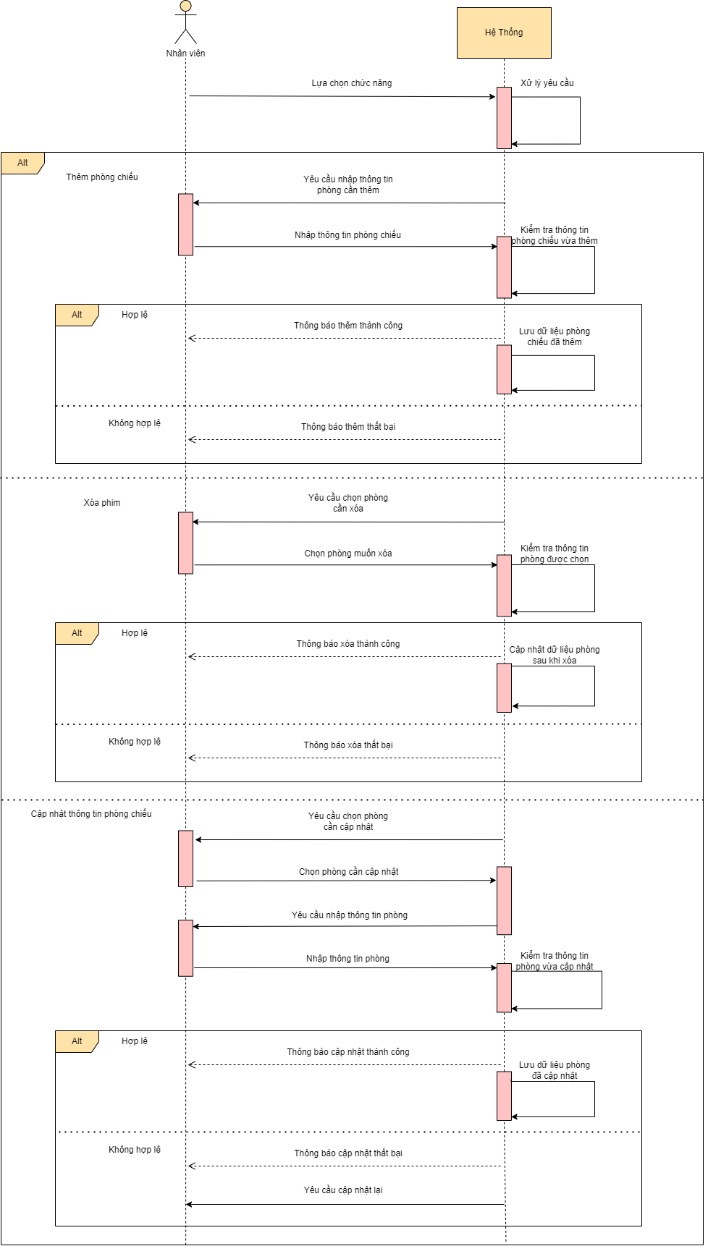 Nhân viên
Hệ Thống
Lựa chọn chức năng
Xử lý yêu cầu
Alt
Thêm phòng chiếu
Yêu cầu nhập thông tin
phòng cần thêm
Nhập thông tin phòng chiếu
Kiểm tra thông tin
phòng chiếu vừa thêm
Alt
Hợp lệ
Thông báo thêm thành công
Lưu dữ liệu phòng
chiếu đã thêm
Không hợp lệ
Thông báo thêm thất bại
Xóa phim
Yêu cầu chọn phòng
cần xóa
Chọn phòng muốn xóa
Kiểm tra thông tin
phòng được chọn
Alt
Hợp lệ
Thông báo xóa thành công
Cập nhật dữ liệu phòng
sau khi xóa
Không hợp lệ
Thông báo xóa thất bại
Cập nhật thông tin phòng chiếu
Yêu cầu chọn phòng
cần cập nhật
Chọn phòng cần cập nhật
Yêu cầu nhập thông tin phòng
Nhập thông tin phòng
Kiểm tra thông tin
phòng vừa cập nhật
Alt
Hợp lệ
Thông báo cập nhật thành công
Lưu dữ liệu phòng
đã cập nhật
Không hợp lệ
Thông báo cập nhật thất bại
Yêu cầu cập nhật lại